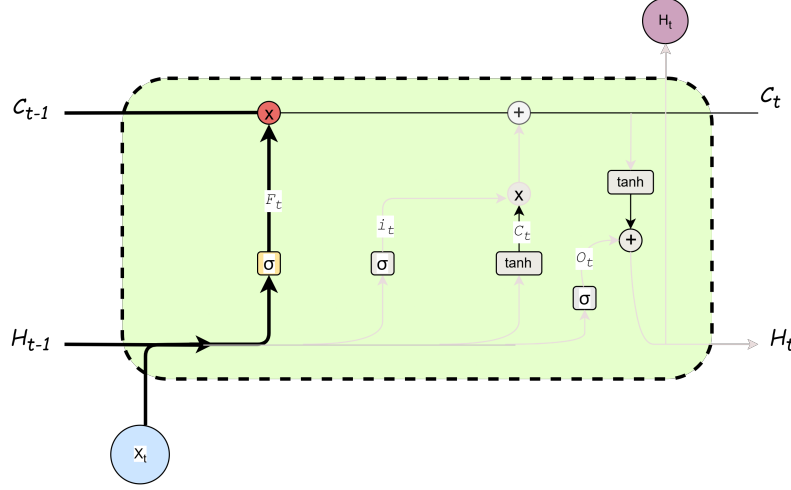 Hₜ
Cₜ₋₁
x
+
Cₜ
tanh
Fₜ
iₜ
x
Cₜ
+
σ
σ
tanh
Oₜ
σ
Hₜ₋₁
Hₜ
Xₜ